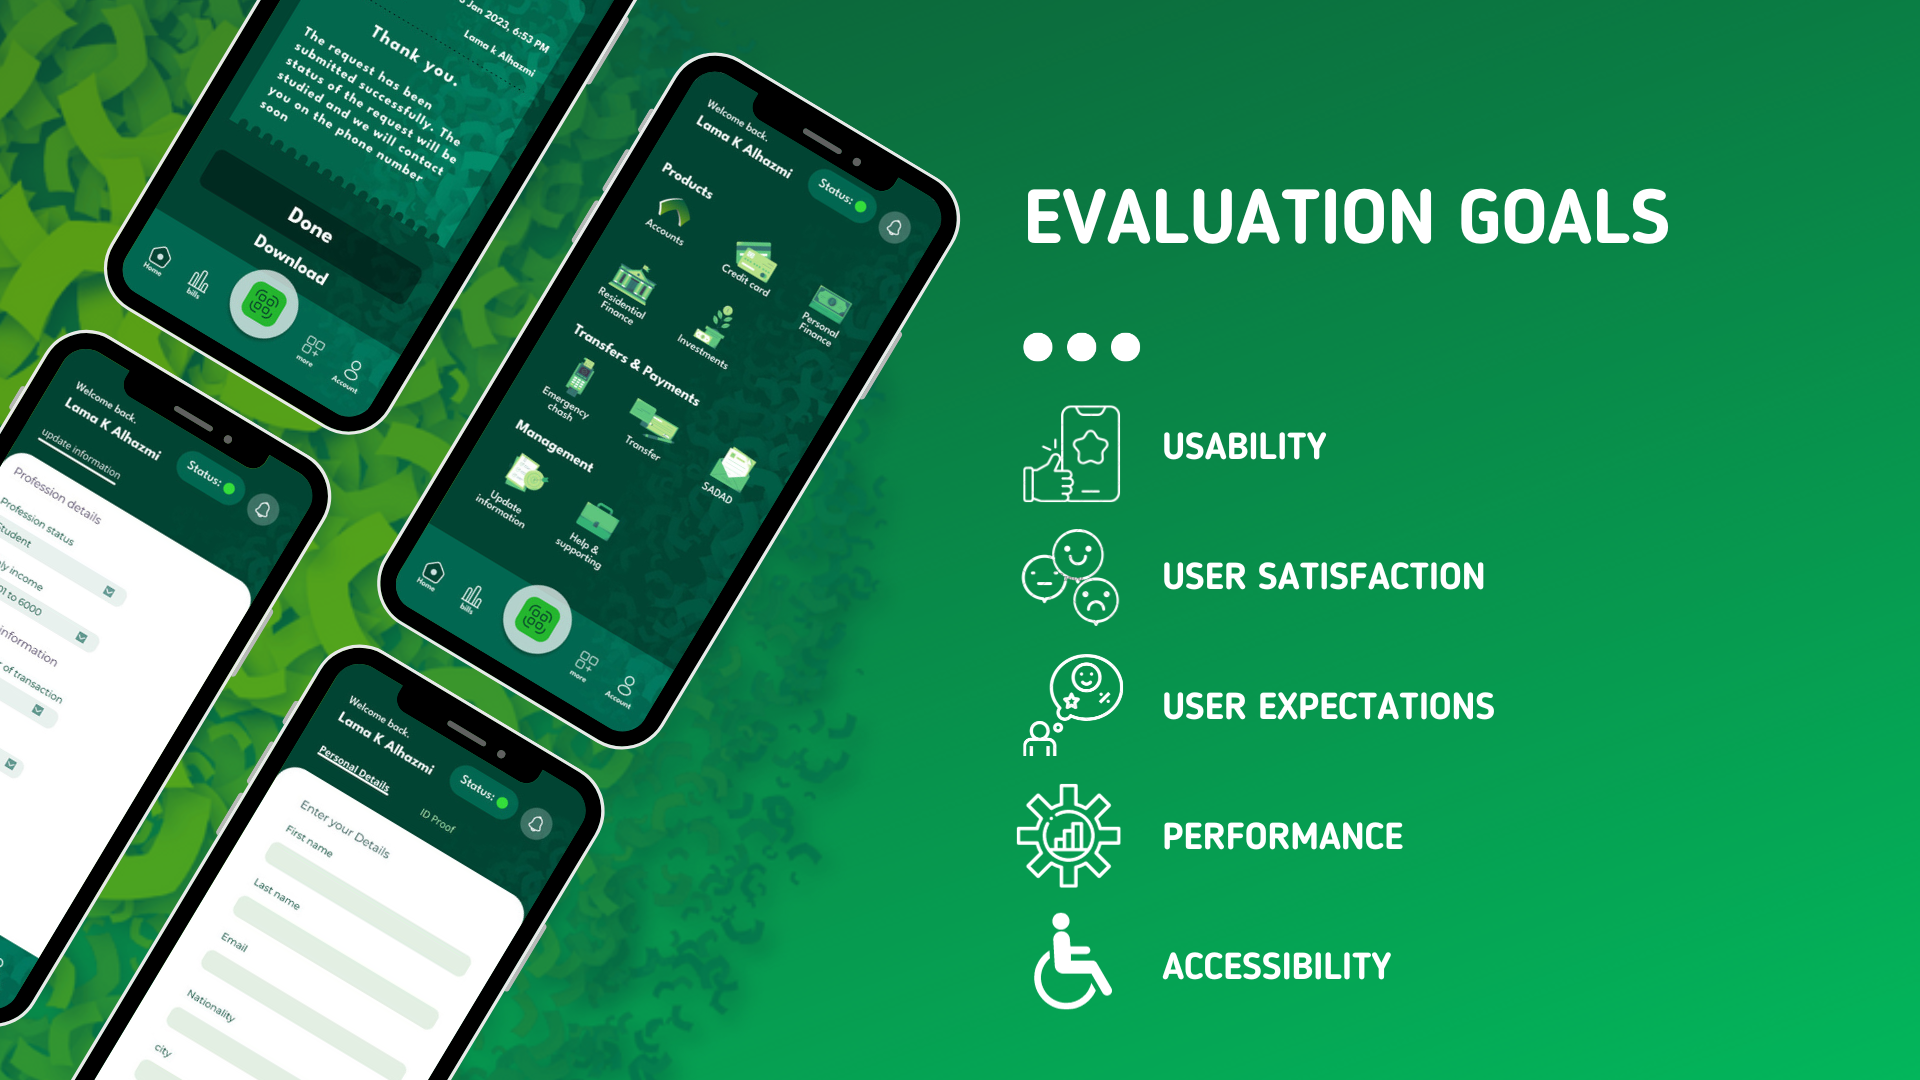 Jan 2023, 6:53 PM
Lama k Alhazmi
Thank you.
The request has been
submitted successfully. The
status of the request will be
studied and we will contact
you on the phone number
soon
Done
Download
Home
bills
more
Account
Welcome back.
Lama K Alhazmi
Status:
Products
Accounts
Credit card
Personal
Finance
Residential
Finance
Investments
Transfers & Payments
Emergency
chash
Transfer
SADAD
Management
Update
information
Help &
supporting
Home
bills
more
Account
Welcome back.
Lama K Alhazmi
Status:
update information
Profession details
Profession status
Student
ly income
01 to 6000
information
of transaction
Welcome back.
Lama K Alhazmi
Status:
Personal Details
ID Proof
Enter your Details
First name
Last name
Email
Nationality
city
EVALUATION GOALS
USABILITY
USER SATISFACTION
USER EXPECTATIONS
PERFORMANCE
ACCESSIBILITY